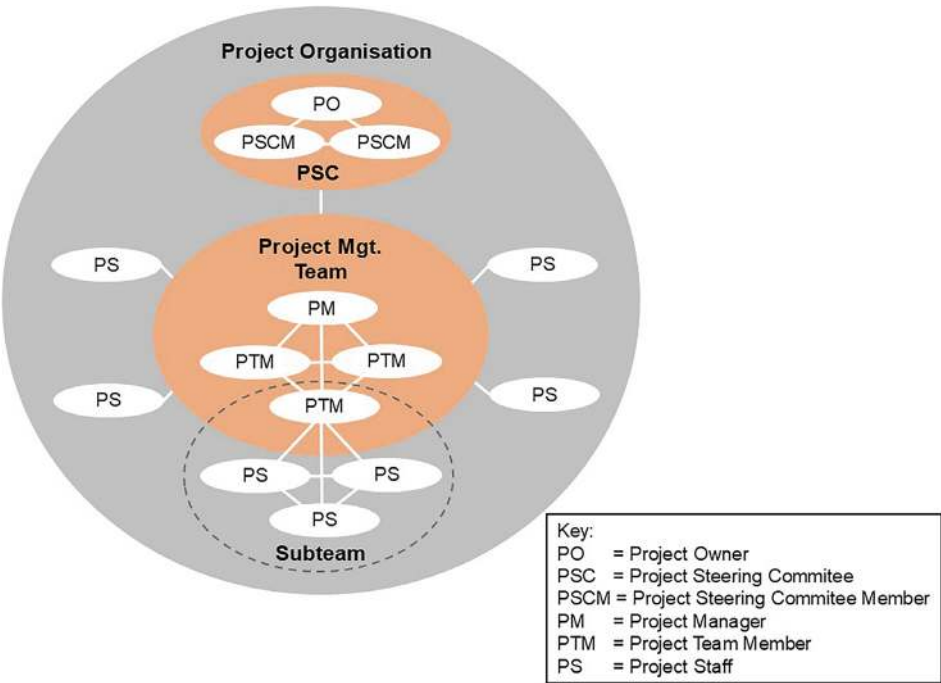 Project Organisation
PO
PSCM PSCM
PSC
Project Mgt.
Team
PS PS
PM
PTM PTM
PS PS
PTM
PS PS
PS
Subteam
Key:
PO = Project Owner
PSC = Project Steering Commitee
PSCM = Project Steering Commitee Member
PM = Project Manager
PTM = Project Team Member
PS = Project Staff